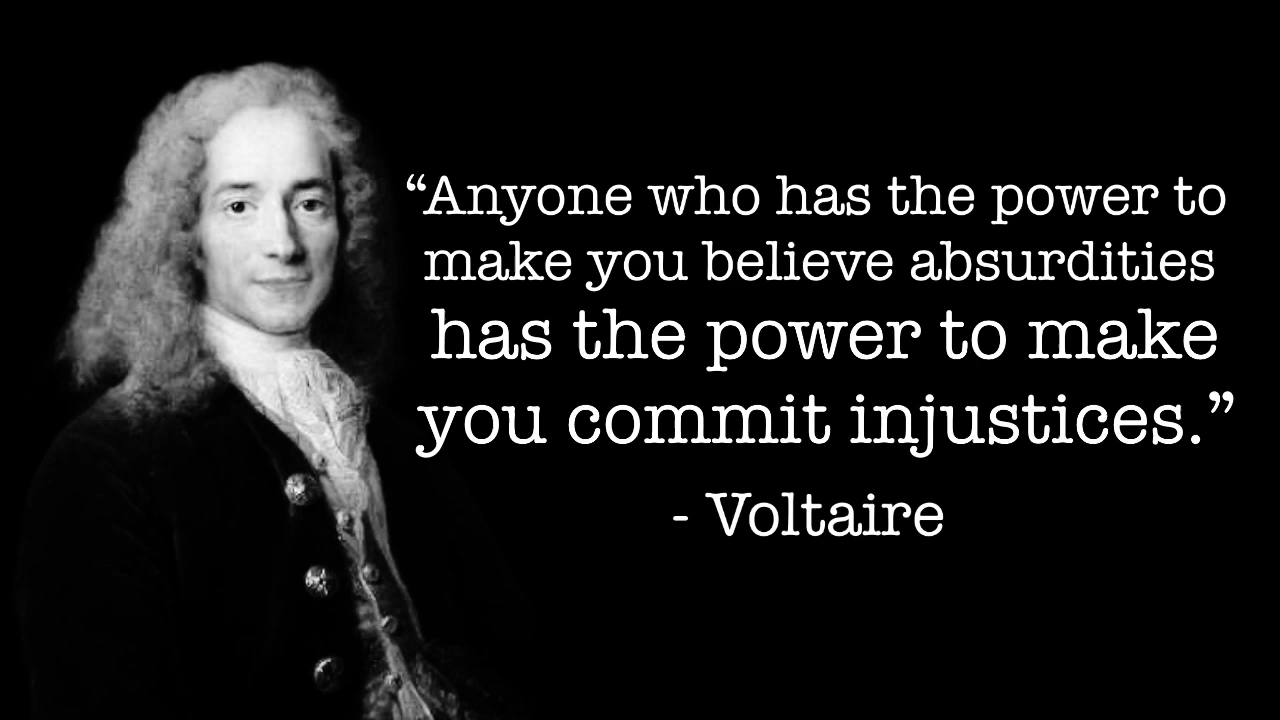 “Anyone who has the power to
make you believe absurdities
has the power to make
you commit injustices.”
- Voltaire